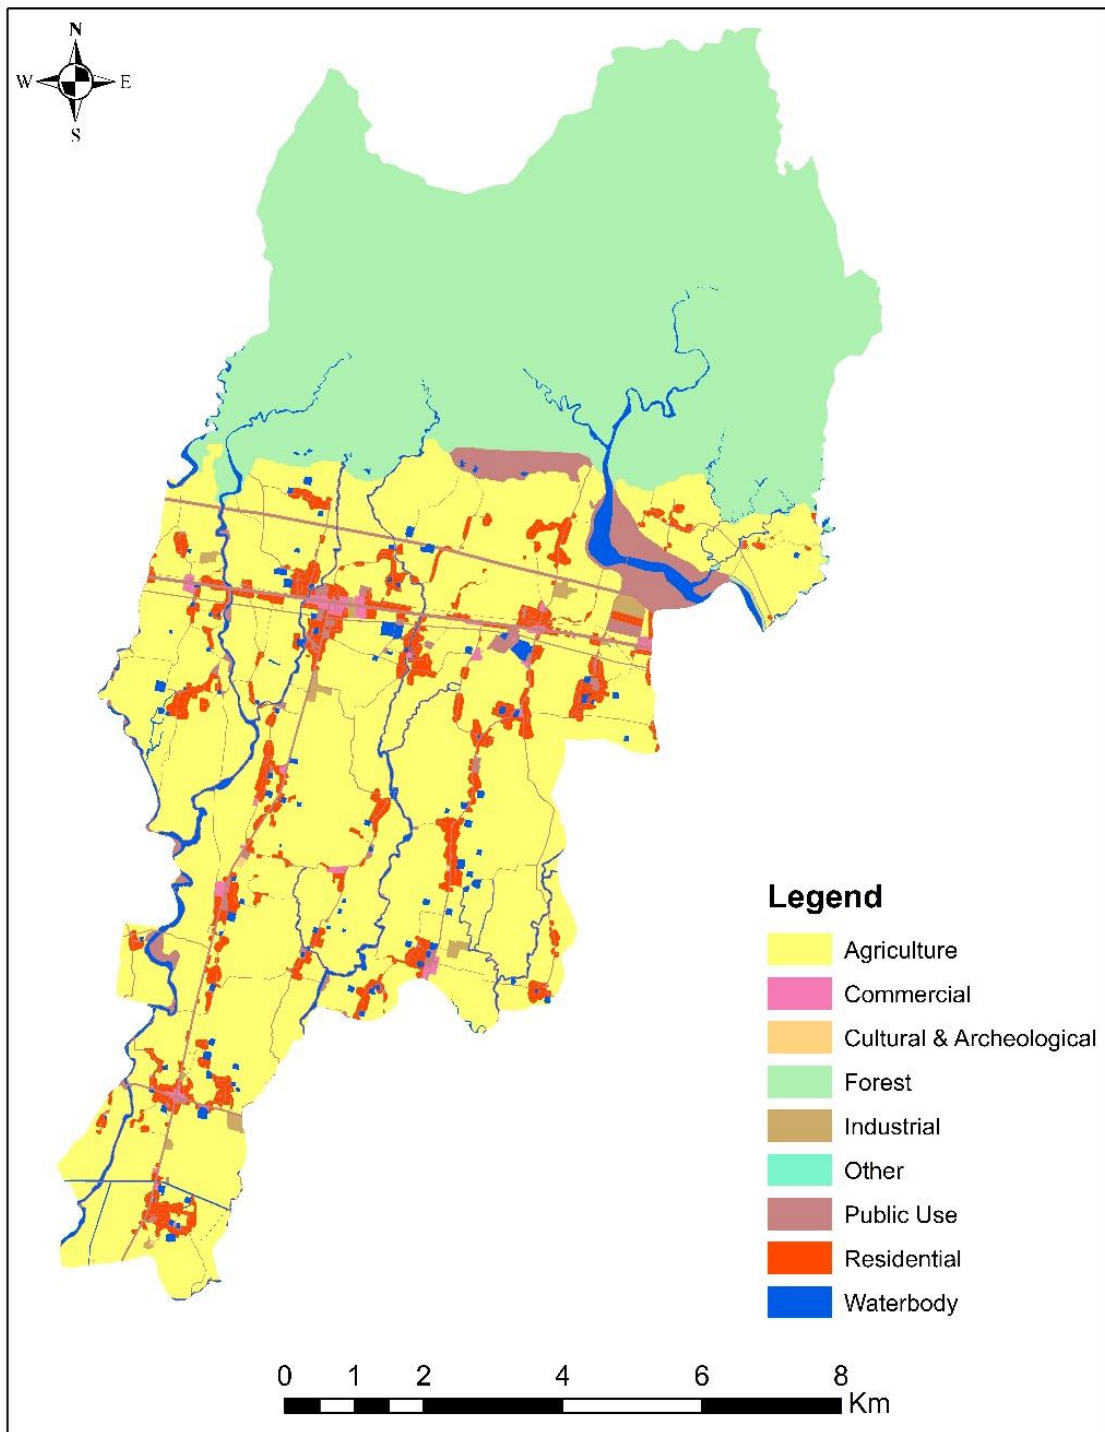 N
W E
S
Legend
Agriculture
Commercial
Cultural & Archeological
Forest
Industrial
Other
Public Use
Residential
Waterbody
0 1 2 4 6 8
Km